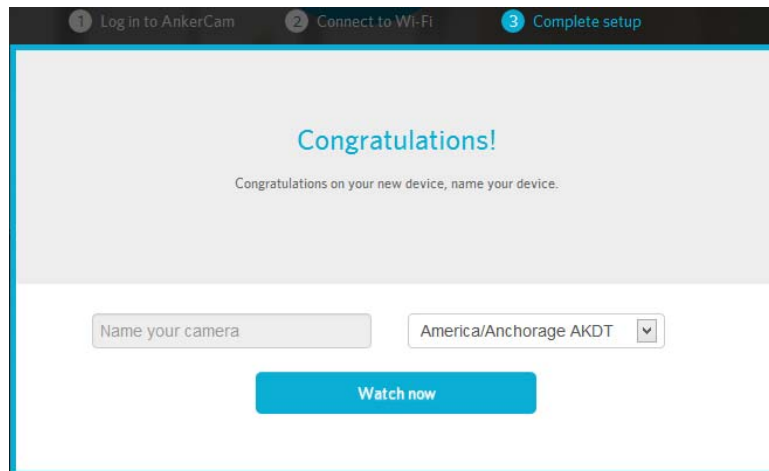 1 Log in to AnkerCam 2 Connect to Wi-Fi 3 Complete setup
Congratulations!
Congratulations on your new device, name your device.
Name your camera America/Anchorage AKDT
Watch now